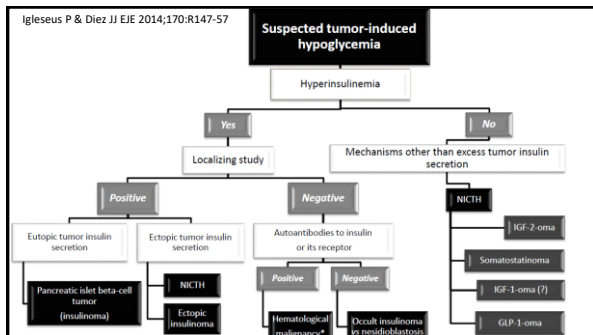 Igleseus P & Diez JJ EJE 2014;170:R147-57
Suspected tumor-induced
hypoglycemia
Hyperinsulinemia
Yes
No
Localizing study
Mechanisms other than excess tumor insulin
secretion
Positive
Negative
NICTH
Eutopic tumor insulin
secretion
Ectopic tumor insulin
secretion
Autoantibodies to insulin
or its receptor
IGF-2-oma
Somatostatinoma
IGF-1-oma (?)
GLP-1-oma
Pancreatic islet beta-cell
tumor
(insulinoma)
NICTH
Ectopic
insulinoma
Positive
Negative
Hematological
malignancy*
Occult insulinoma
vs nesidioblastosis